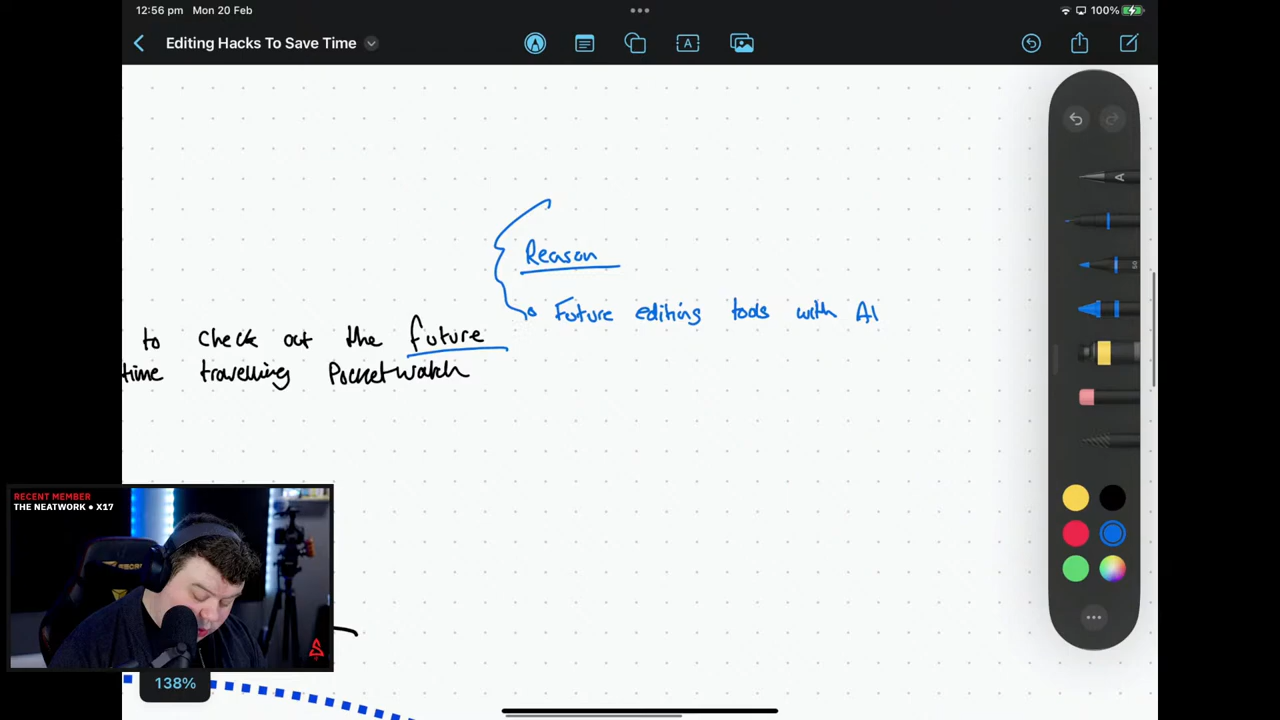 12:56 pm Mon 20 Feb
100%
Editing Hacks To Save Time
Reason
Future editing tools with AI
to check out the future
time travelling Pocketwatch
RECENT MEMBER
THE NEATWORK • X17
138%
A
50
A